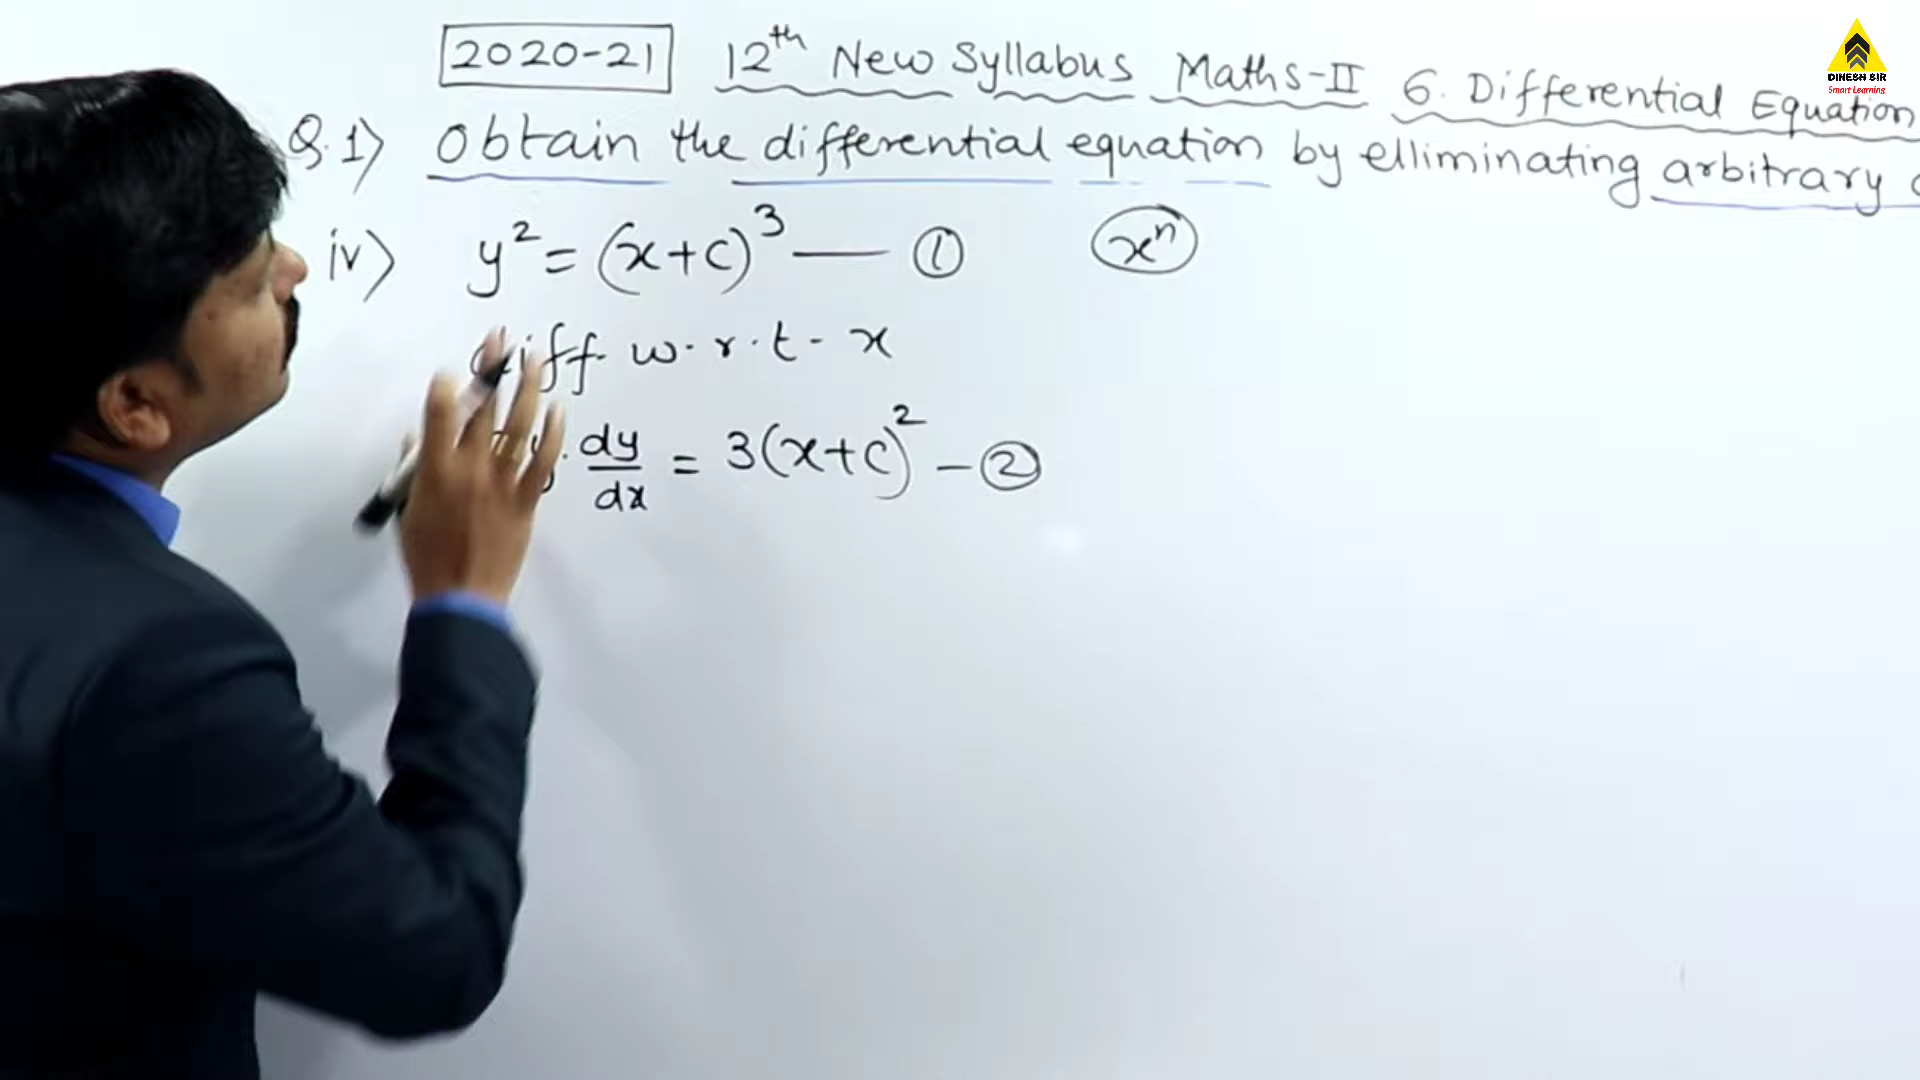 2020-21 12th New Syllabus Maths-II 6. Differential Equation
DINESH SIR
Smart Learning
Q.1) Obtain the differential equation by elliminating arbitrary
iv) y² = (x+c)³ — ① xⁿ
diff. w.r.t. x
y. dy/dx = 3(x+c)² - ②